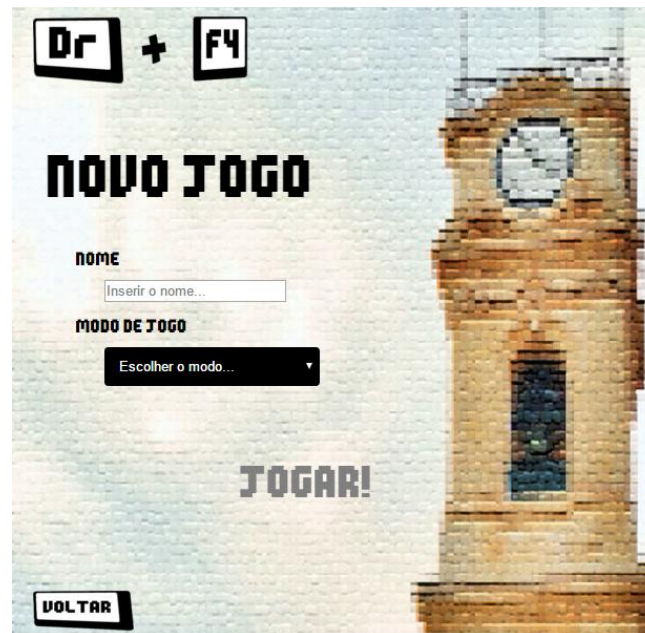 Dr + F4
NOVO JOGO
NOME
Inserir o nome...
MODO DE JOGO
Escolher o modo...
JOGAR!
VOLTAR